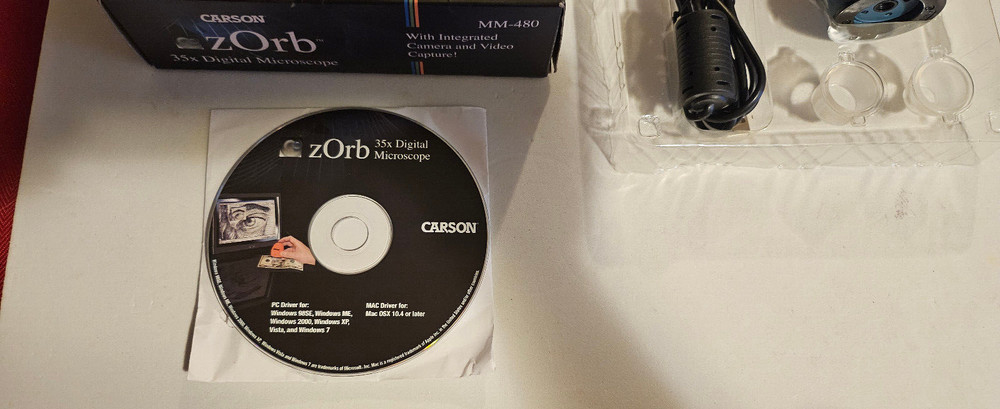 CARSON
zOrb™
35x Digital Microscope
MM-480
With Integrated
Camera and Video
Capture!
zOrb 35x Digital
Microscope
CARSON
PC Driver for:
Windows 98SE, Windows ME,
Windows 2000, Windows XP,
Vista, and Windows 7
MAC Driver for:
Mac OSX 10.4 or later